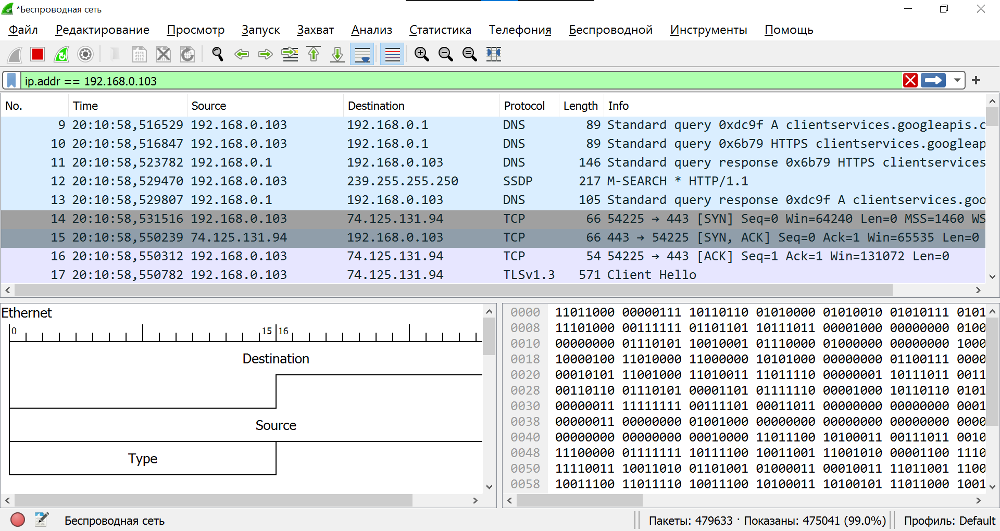 *Беспроводная сеть
Файл Редактирование Просмотр Запуск Захват Анализ Статистика Телефония Беспроводной Инструменты Помощь
ip.addr == 192.168.0.103
No. Time Source Destination Protocol Length Info
9 20:10:58,516529 192.168.0.103 192.168.0.1 DNS 89 Standard query 0xdc9f A clientservices.googleapis.c
10 20:10:58,516847 192.168.0.103 192.168.0.1 DNS 89 Standard query 0x6b79 HTTPS clientservices.googleap
11 20:10:58,523782 192.168.0.1 192.168.0.103 DNS 146 Standard query response 0x6b79 HTTPS clientservices
12 20:10:58,529470 192.168.0.103 239.255.255.250 SSDP 217 M-SEARCH * HTTP/1.1
13 20:10:58,529807 192.168.0.1 192.168.0.103 DNS 105 Standard query response 0xdc9f A clientservices.goo
14 20:10:58,531516 192.168.0.103 74.125.131.94 TCP 66 54225 → 443 [SYN] Seq=0 Win=64240 Len=0 MSS=1460 WS
15 20:10:58,550239 74.125.131.94 192.168.0.103 TCP 66 443 → 54225 [SYN, ACK] Seq=0 Ack=1 Win=65535 Len=0
16 20:10:58,550312 192.168.0.103 74.125.131.94 TCP 54 54225 → 443 [ACK] Seq=1 Ack=1 Win=131072 Len=0
17 20:10:58,550782 192.168.0.103 74.125.131.94 TLSv1.3 571 Client Hello
Ethernet
0 15 16
Destination
Source
Type
0000 11011000 00000111 10110110 01010000 01010010 01010111 0101
0008 11101000 00111111 01101101 10111011 00001000 00000000 0100
0010 00000000 01110101 10010001 01110000 01000000 00000000 1000
0018 10000100 11010000 11000000 10101000 00000000 01100111 0000
0020 00010101 11001000 11010011 11011110 00000001 10111011 0011
0028 00110110 01110101 00001101 01111110 00001000 10110110 0101
0030 00000011 11111111 00111101 00011011 00000000 00000000 0001
0038 00000011 00000000 01001000 00000000 00000000 00000000 0000
0040 00000000 00000000 00010000 11011100 10100011 00111011 0010
0048 11100000 01111111 10111100 10011001 11001010 00001100 1110
0050 11110011 10011010 01101001 01000011 00010011 11011001 1100
0058 10011100 11011110 10011100 10100011 10100101 11011000 1001
Беспроводная сеть Пакеты: 479633 · Показаны: 475041 (99.0%) Профиль: Default